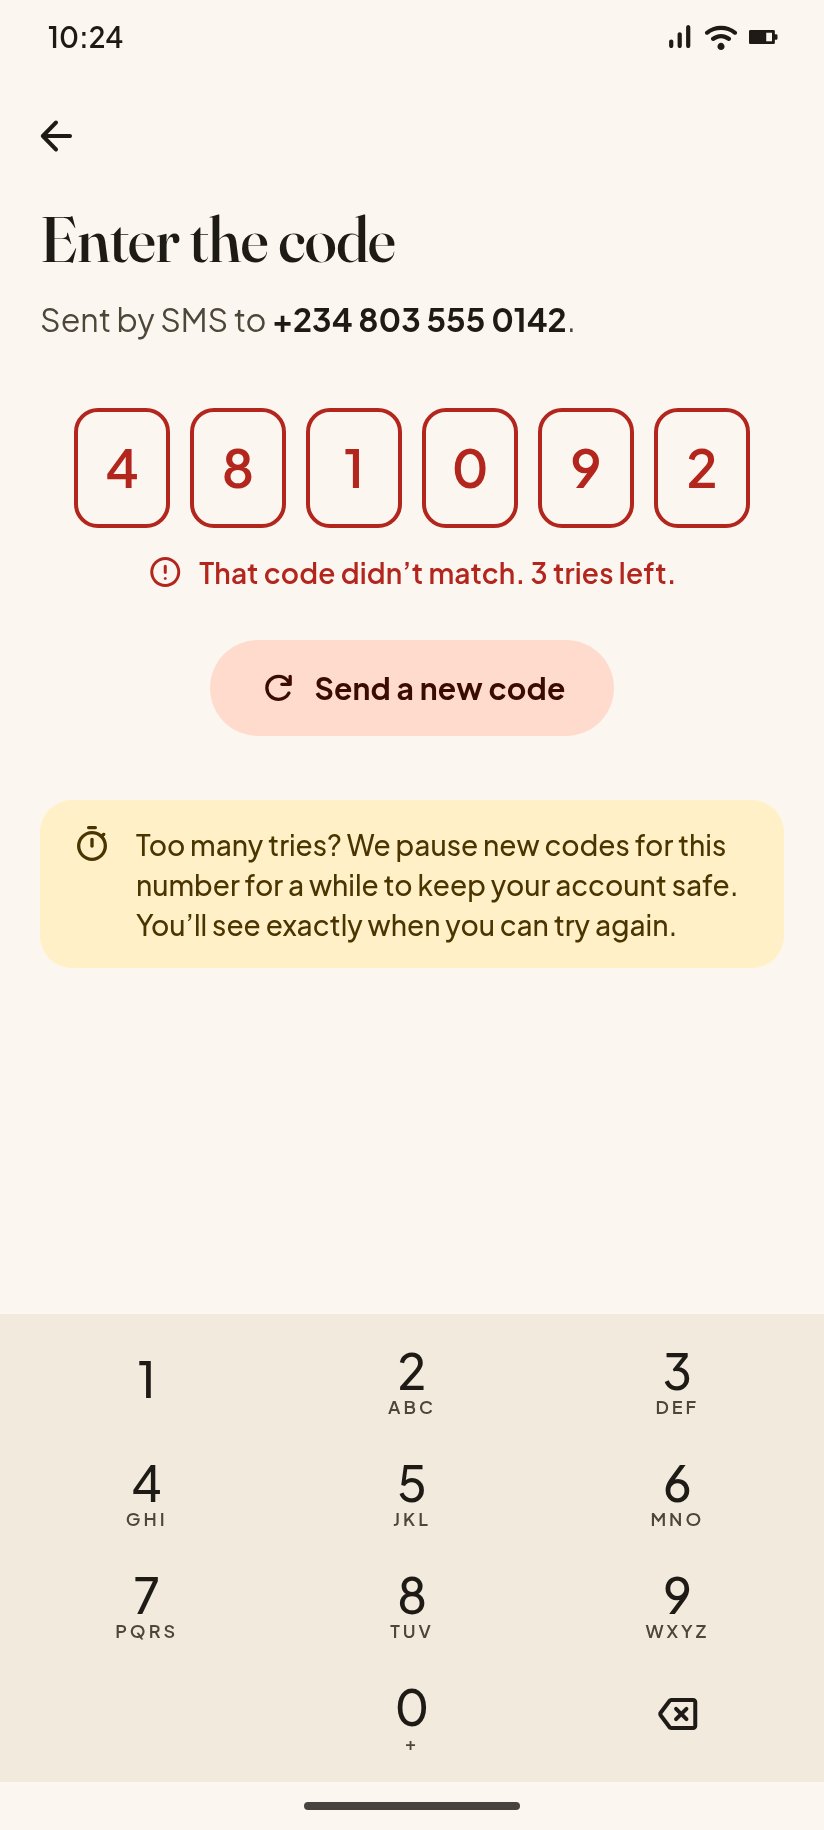 10:24
Enter the code
Sent by SMS to +234 803 555 0142.
4 8 1 0 9 2
That code didn’t match. 3 tries left.
Send a new code
Too many tries? We pause new codes for this
number for a while to keep your account safe.
You’ll see exactly when you can try again.
1 2 3
ABC DEF
4 5 6
GHI JKL MNO
7 8 9
PQRS TUV WXYZ
0
+